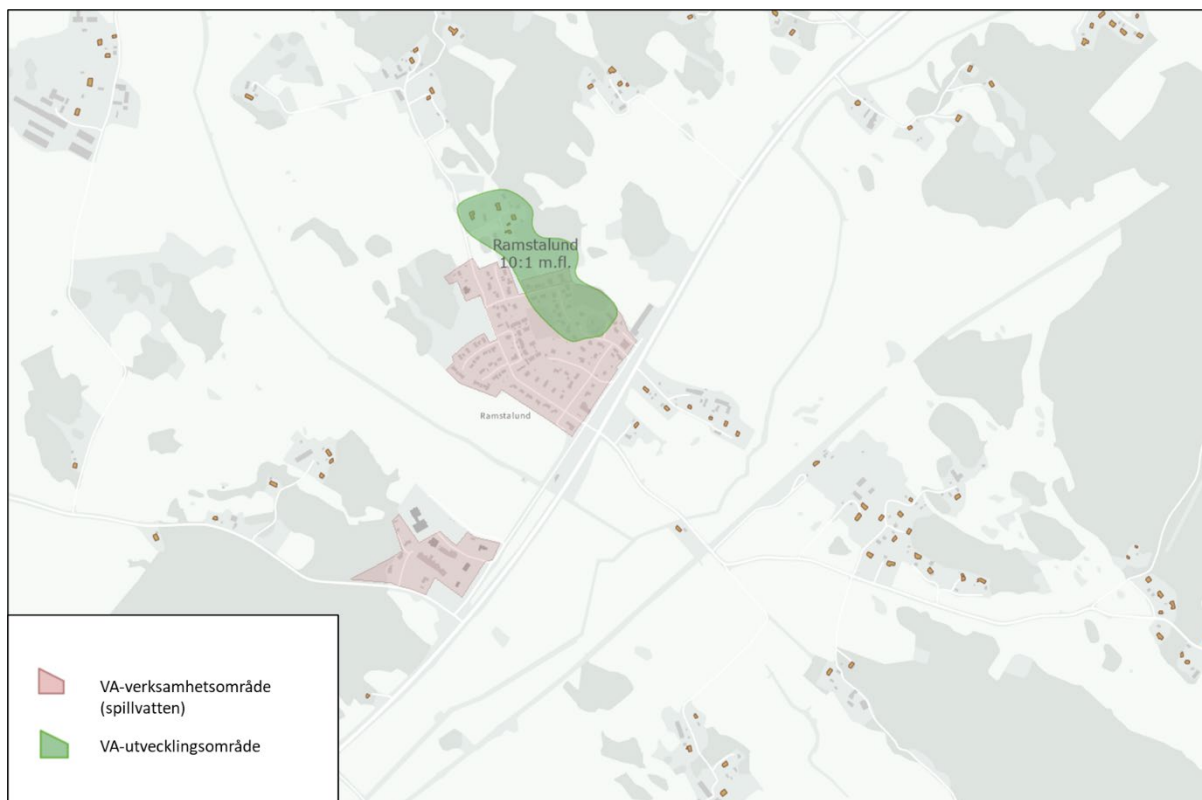 Ramstalund
10:1 m.fl.
Ramstalund
VA-verksamhetsområde
(spillvatten)
VA-utvecklingsområde